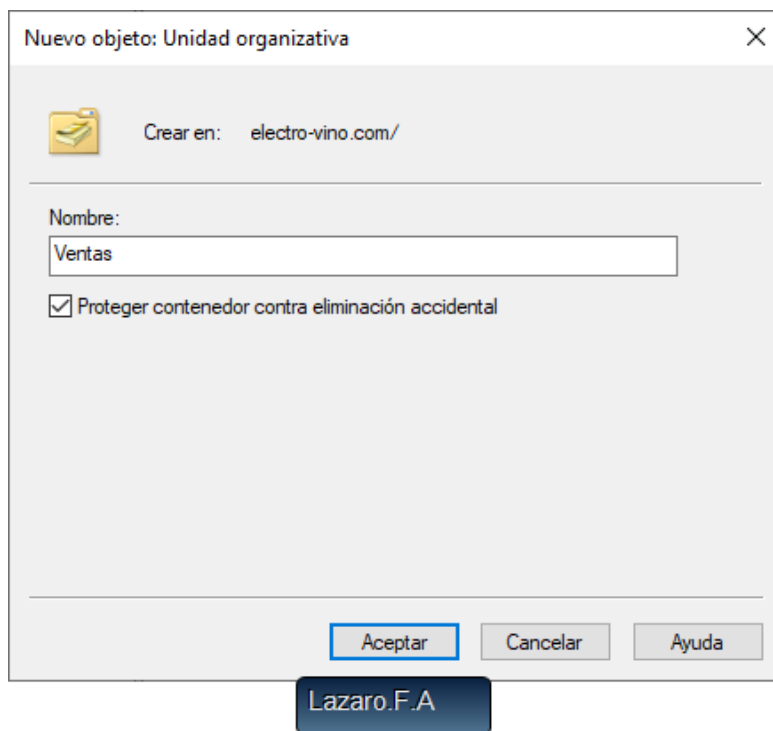 Nuevo objeto: Unidad organizativa
Crear en: electro-vino.com/
Nombre:
Ventas
Proteger contenedor contra eliminación accidental
Aceptar Cancelar Ayuda
Lazaro.F.A